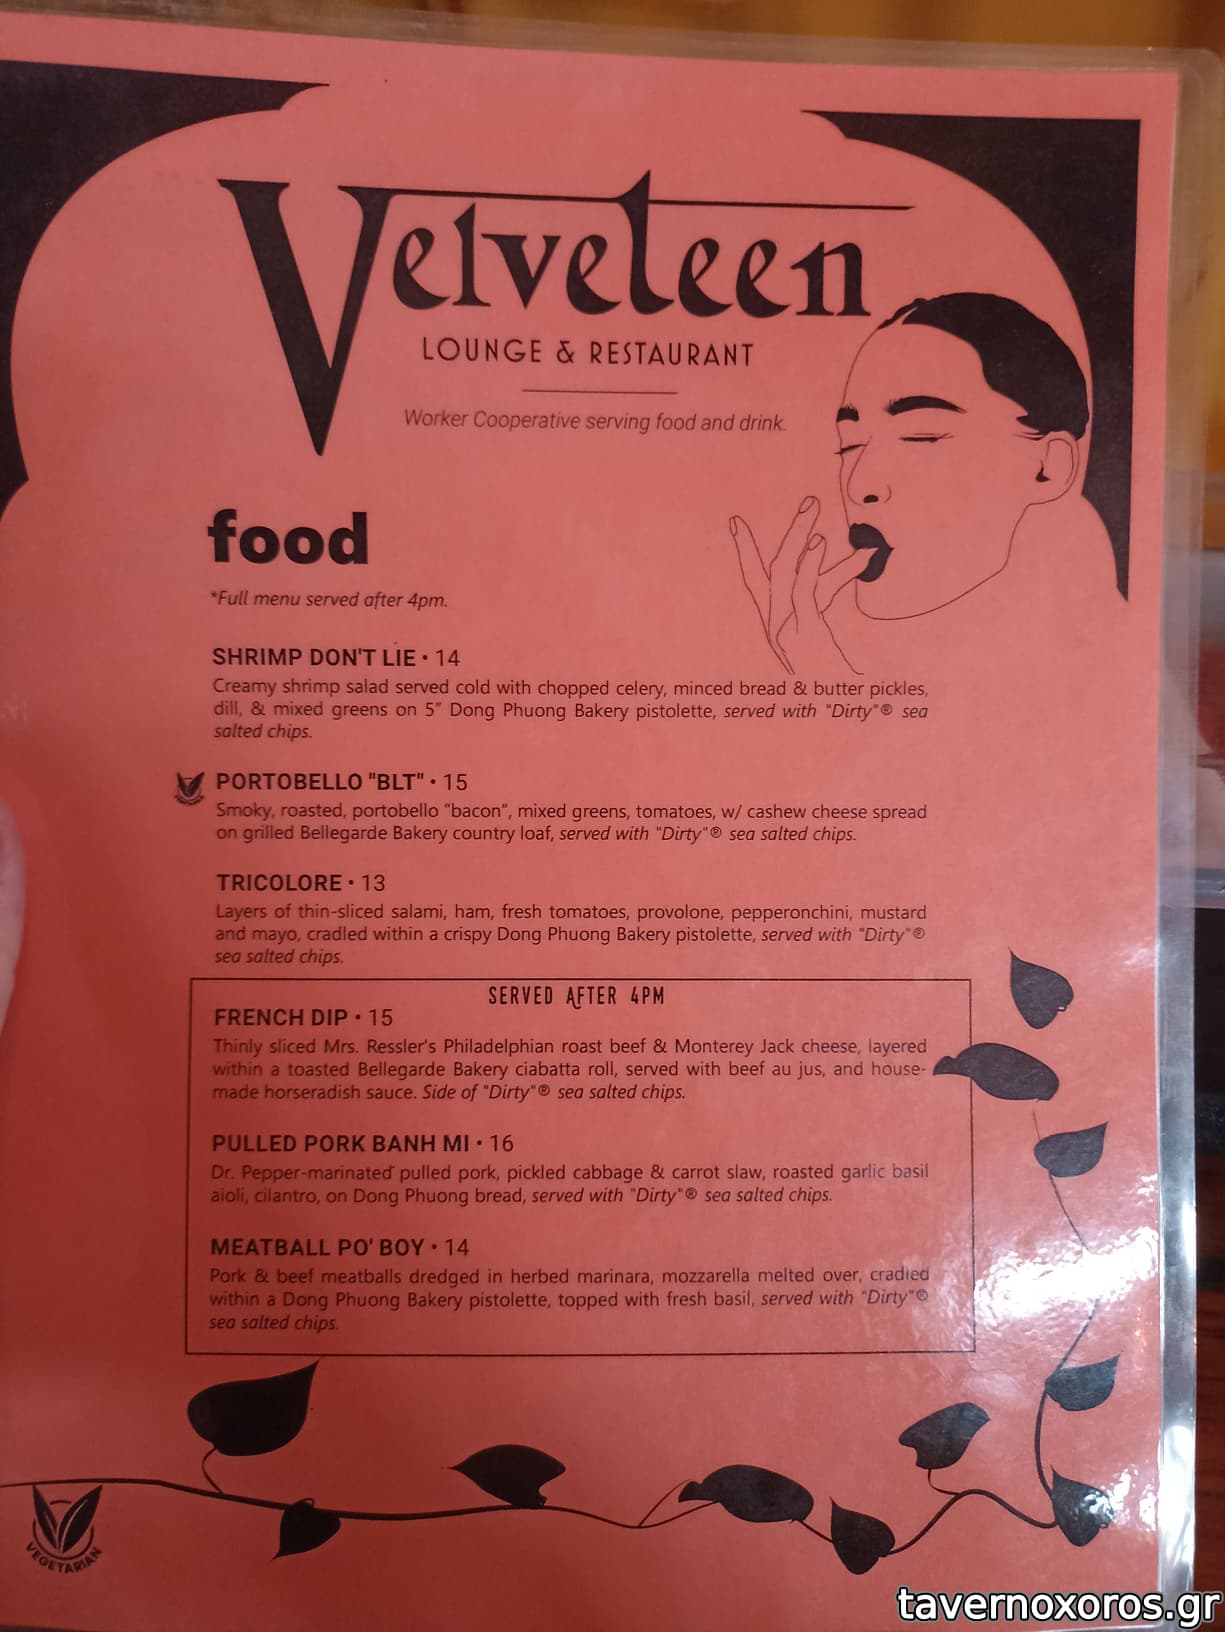 Velveteen
LOUNGE & RESTAURANT
Worker Cooperative serving food and drink.
food
*Full menu served after 4pm.
SHRIMP DON'T LIE • 14
Creamy shrimp salad served cold with chopped celery, minced bread & butter pickles,
dill, & mixed greens on 5" Dong Phuong Bakery pistolette, served with "Dirty"® sea
salted chips.
PORTOBELLO "BLT" • 15
Smoky, roasted, portobello "bacon", mixed greens, tomatoes, w/ cashew cheese spread
on grilled Bellegarde Bakery country loaf, served with "Dirty"® sea salted chips.
TRICOLORE • 13
Layers of thin-sliced salami, ham, fresh tomatoes, provolone, pepperonchini, mustard
and mayo, cradled within a crispy Dong Phuong Bakery pistolette, served with "Dirty"®
sea salted chips.
SERVED AFTER 4PM
FRENCH DIP • 15
Thinly sliced Mrs. Ressler's Philadelphian roast beef & Monterey Jack cheese, layered
within a toasted Bellegarde Bakery ciabatta roll, served with beef au jus, and house-
made horseradish sauce. Side of "Dirty"® sea salted chips.
PULLED PORK BANH MI • 16
Dr. Pepper-marinated pulled pork, pickled cabbage & carrot slaw, roasted garlic basil
aioli, cilantro, on Dong Phuong bread, served with "Dirty"® sea salted chips.
MEATBALL PO' BOY • 14
Pork & beef meatballs dredged in herbed marinara, mozzarella melted over, cradled
within a Dong Phuong Bakery pistolette, topped with fresh basil, served with "Dirty"®
sea salted chips.
VEGETARIAN
tavernoxoros.gr